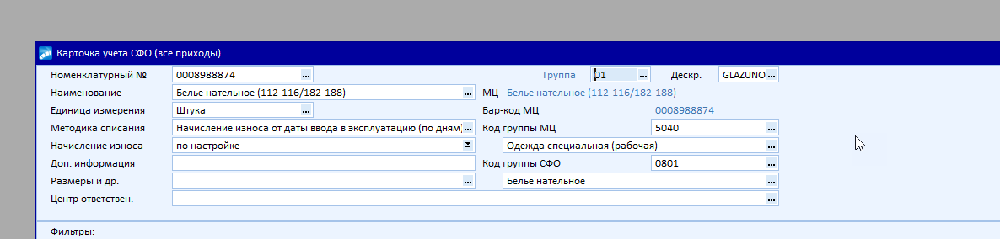 Карточка учета СФО (все приходы)
Номенклатурный № 0008988874 ... Группа 01 ... Дескр. GLAZUNO ...
Наименование Белье нательное (112-116/182-188) ... МЦ Белье нательное (112-116/182-188)
Единица измерения Штука ... Бар-код МЦ 0008988874
Методика списания Начисление износа от даты ввода в эксплуатацию (по дням) ... Код группы МЦ 5040 ...
Начисление износа по настройке Одежда специальная (рабочая) ...
Доп. информация Код группы СФО 0801 ...
Размеры и др. ... Белье нательное ...
Центр ответствен. ...
Фильтры: